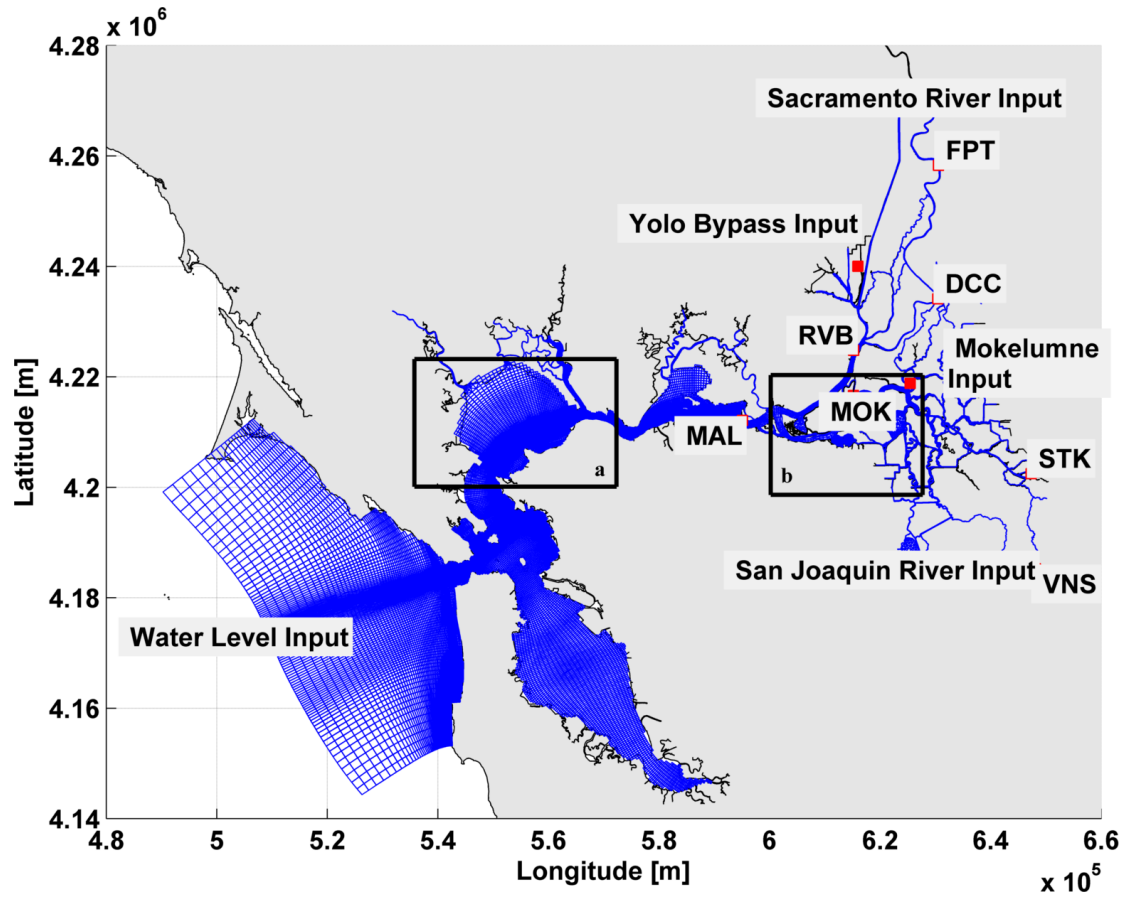 x 10^6
4.28
Sacramento River Input
FPT
4.26
Yolo Bypass Input
4.24
DCC
RVB
Mokelumne
Input
4.22
MOK
MAL
STK
a
b
4.2
San Joaquin River Input
VNS
4.18
Water Level Input
4.16
4.14
4.8
5
5.2
5.4
5.6
5.8
6
6.2
6.4
6.6
Latitude [m]
Longitude [m]
x 10^5